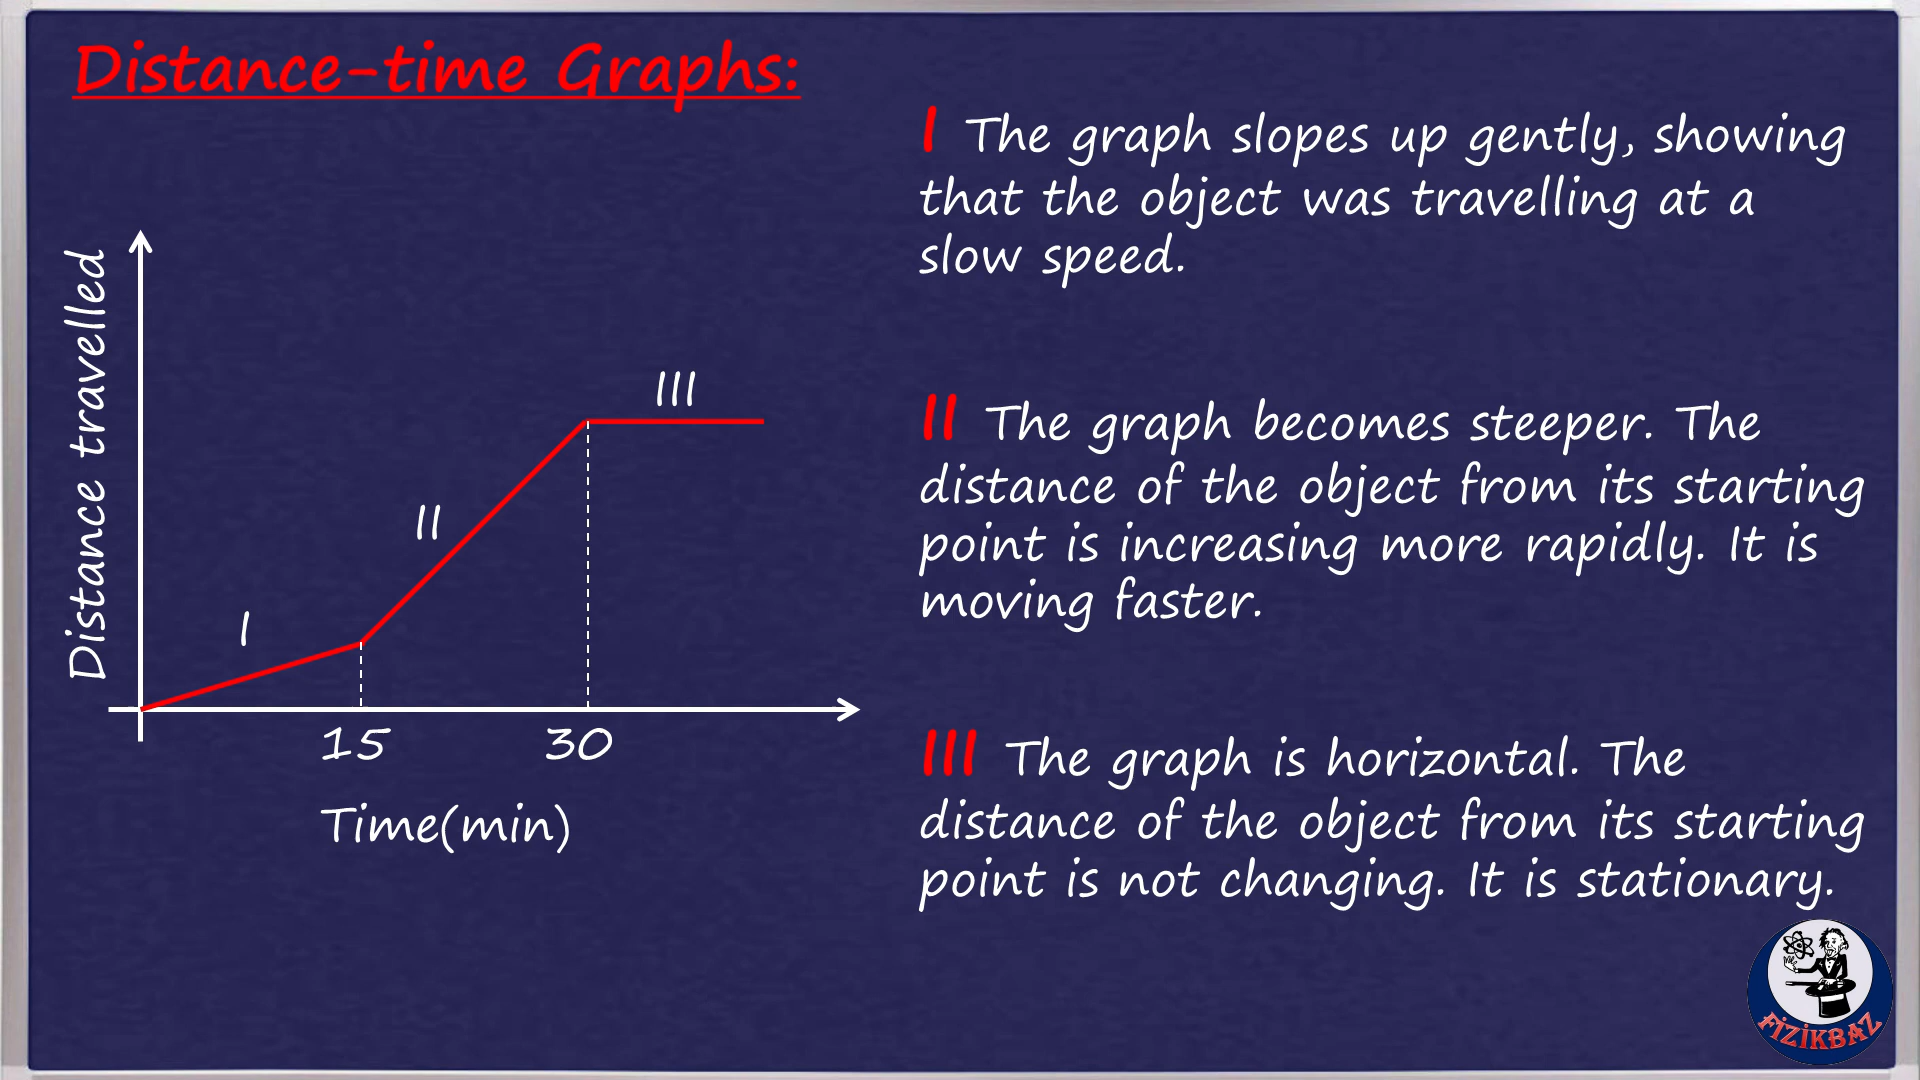 Distance-time Graphs:
Distance travelled
I
II
III
15
30
Time(min)
I The graph slopes up gently, showing
that the object was travelling at a
slow speed.
II The graph becomes steeper. The
distance of the object from its starting
point is increasing more rapidly. It is
moving faster.
III The graph is horizontal. The
distance of the object from its starting
point is not changing. It is stationary.
FİZİKBAZ